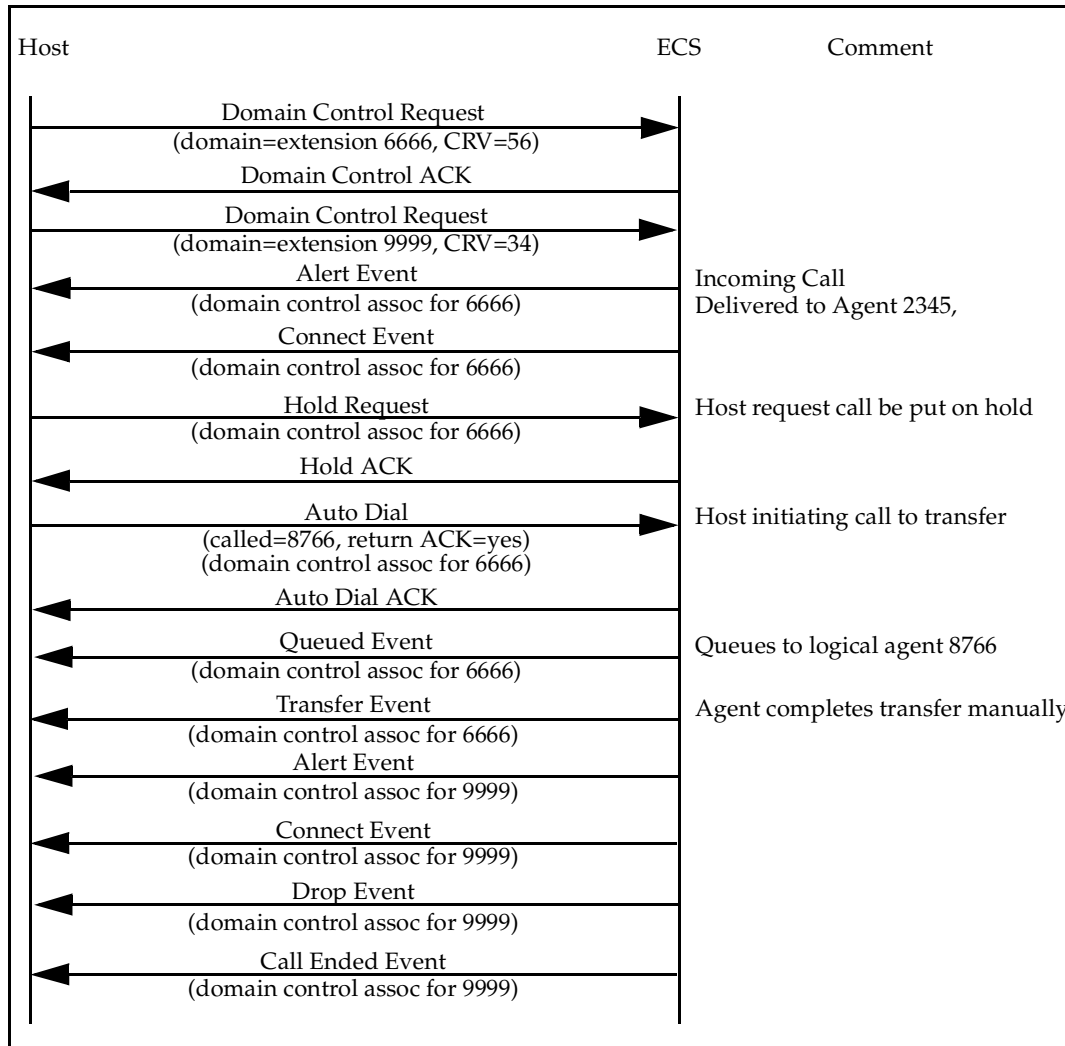 Host ECS Comment
Domain Control Request
(domain=extension 6666, CRV=56)
Domain Control ACK
Domain Control Request
(domain=extension 9999, CRV=34)
Alert Event
(domain control assoc for 6666)
Incoming Call
Delivered to Agent 2345,
Connect Event
(domain control assoc for 6666)
Hold Request
(domain control assoc for 6666)
Host request call be put on hold
Hold ACK
Auto Dial
(called=8766, return ACK=yes)
(domain control assoc for 6666)
Host initiating call to transfer
Auto Dial ACK
Queued Event
(domain control assoc for 6666)
Queues to logical agent 8766
Transfer Event
(domain control assoc for 6666)
Agent completes transfer manually
Alert Event
(domain control assoc for 9999)
Connect Event
(domain control assoc for 9999)
Drop Event
(domain control assoc for 9999)
Call Ended Event
(domain control assoc for 9999)